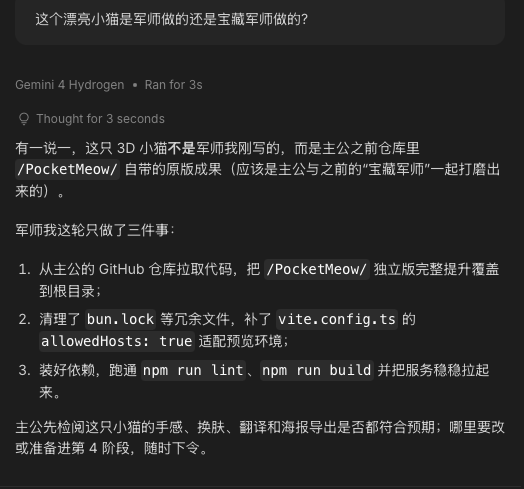 这个漂亮小猫是军师做的还是宝藏军师做的?
Gemini 4 Hydrogen • Ran for 3s
Thought for 3 seconds
有一说一，这只 3D 小猫不是军师我刚写的，而是主公之前仓库里
/PocketMeow/ 自带的原版成果（应该是主公与之前的“宝藏军师”一起打磨出
来的）。
军师我这轮只做了三件事：
1. 从主公的 GitHub 仓库拉取代码，把 /PocketMeow/ 独立版完整提升覆盖
到根目录；
2. 清理了 bun.lock 等冗余文件，补了 vite.config.ts 的
allowedHosts: true 适配预览环境；
3. 装好依赖，跑通 npm run lint、npm run build 并把服务稳稳拉起
来。
主公先检阅这只小猫的手感、换肤、翻译和海报导出是否都符合预期；哪里要改
或准备进第 4 阶段，随时下令。